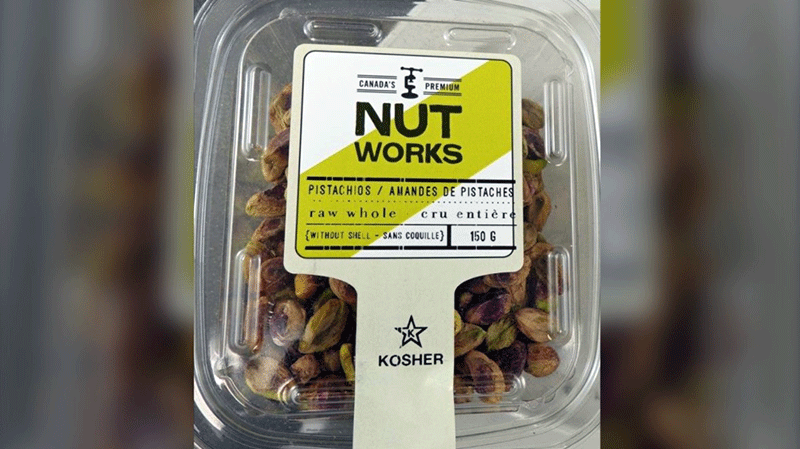 CANADA'S PREMIUM
NUT
WORKS
PISTACHIOS / AMANDES DE PISTACHES
raw whole cru entière
{WITHOUT SHELL - SANS COQUILLE} 150 G
K
KOSHER